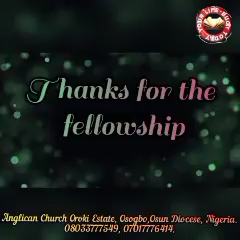 Thanks for the
fellowship
Anglican Church Oroki Estate, Osogbo,Osun Diocese, Nigeria.
08033777549, 07017776414,